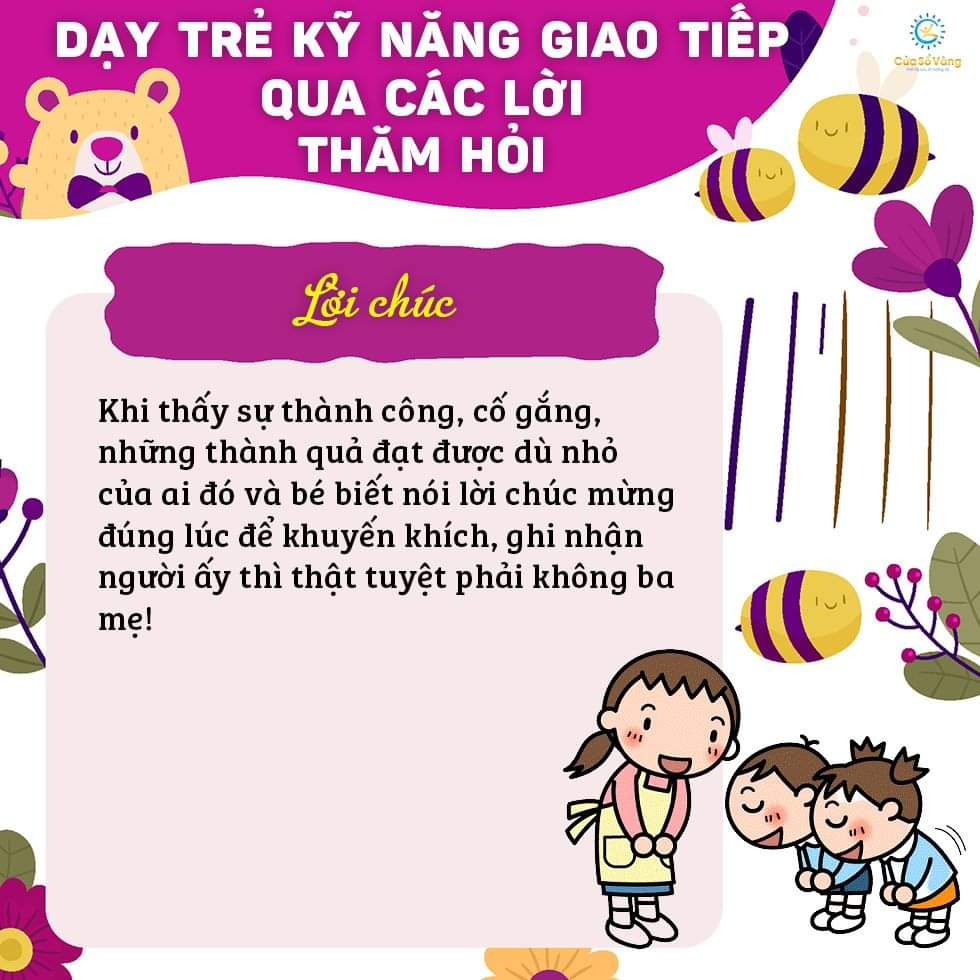 DẠY TRẺ KỸ NĂNG GIAO TIẾP
QUA CÁC LỜI
THĂM HỎI
Cửa Sổ Vàng
Lời chúc
Khi thấy sự thành công, cố gắng,
những thành quả đạt được dù nhỏ
của ai đó và bé biết nói lời chúc mừng
đúng lúc để khuyến khích, ghi nhận
người ấy thì thật tuyệt phải không ba
mẹ!